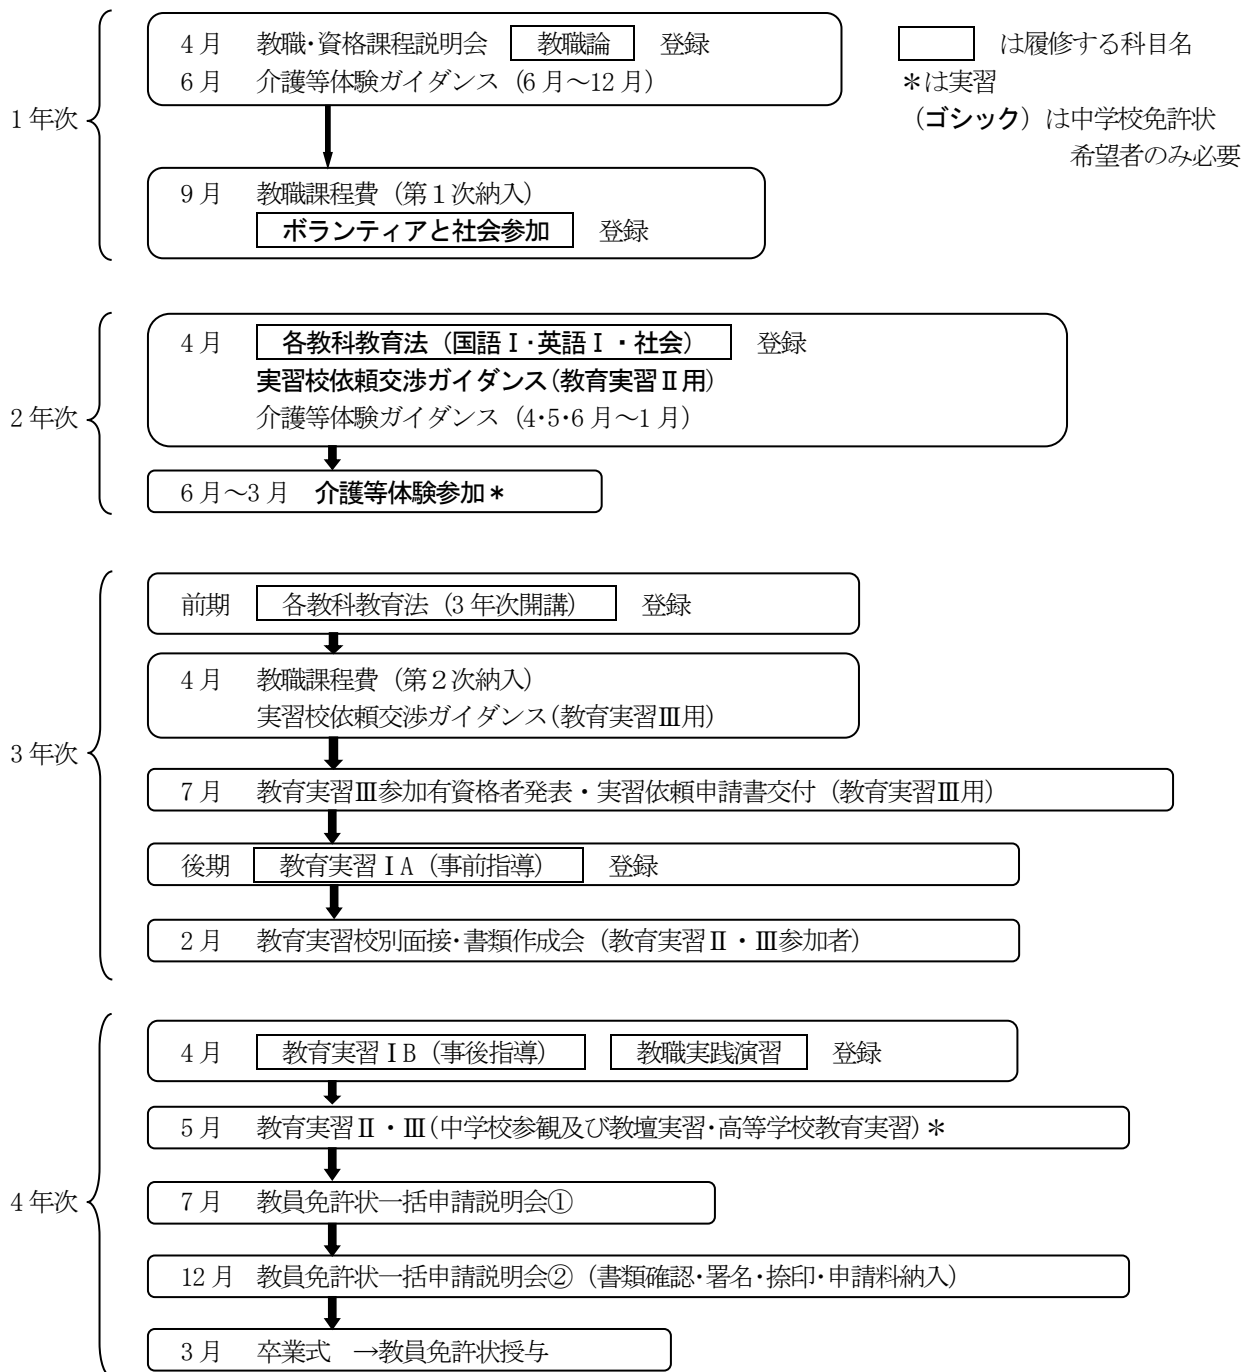 1年次
4月 教職・資格課程説明会 教職論 登録
6月 介護等体験ガイダンス（6月～12月）
9月 教職課程費（第1次納入）
ボランティアと社会参加 登録
は履修する科目名
＊は実習
（ゴシック）は中学校免許状
希望者のみ必要
2年次
4月 各教科教育法（国語Ⅰ・英語Ⅰ・社会） 登録
実習校依頼交渉ガイダンス（教育実習Ⅱ用）
介護等体験ガイダンス（4・5・6月～1月）
6月～3月 介護等体験参加＊
3年次
前期 各教科教育法（3年次開講） 登録
4月 教職課程費（第2次納入）
実習校依頼交渉ガイダンス（教育実習Ⅲ用）
7月 教育実習Ⅲ参加有資格者発表・実習依頼申請書交付（教育実習Ⅲ用）
後期 教育実習ⅠA（事前指導） 登録
2月 教育実習校別面接・書類作成会（教育実習Ⅱ・Ⅲ参加者）
4年次
4月 教育実習ⅠB（事後指導） 教職実践演習 登録
5月 教育実習Ⅱ・Ⅲ（中学校参観及び教壇実習・高等学校教育実習）＊
7月 教員免許状一括申請説明会①
12月 教員免許状一括申請説明会②（書類確認・署名・捺印・申請料納入）
3月 卒業式 →教員免許状授与